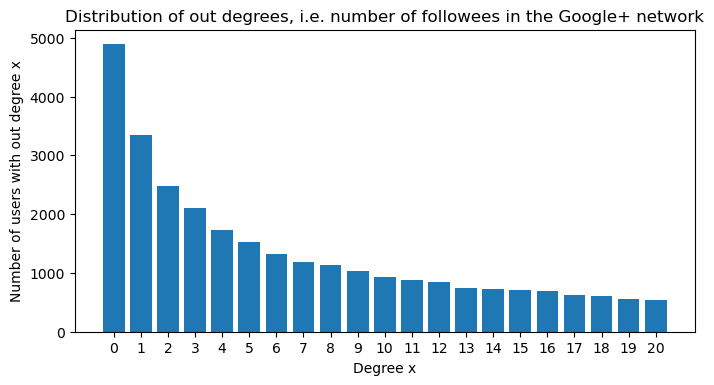 Distribution of out degrees, i.e. number of followees in the Google+ network
Number of users with out degree x
5000
4000
3000
2000
1000
0
0 1 2 3 4 5 6 7 8 9 10 11 12 13 14 15 16 17 18 19 20
Degree x